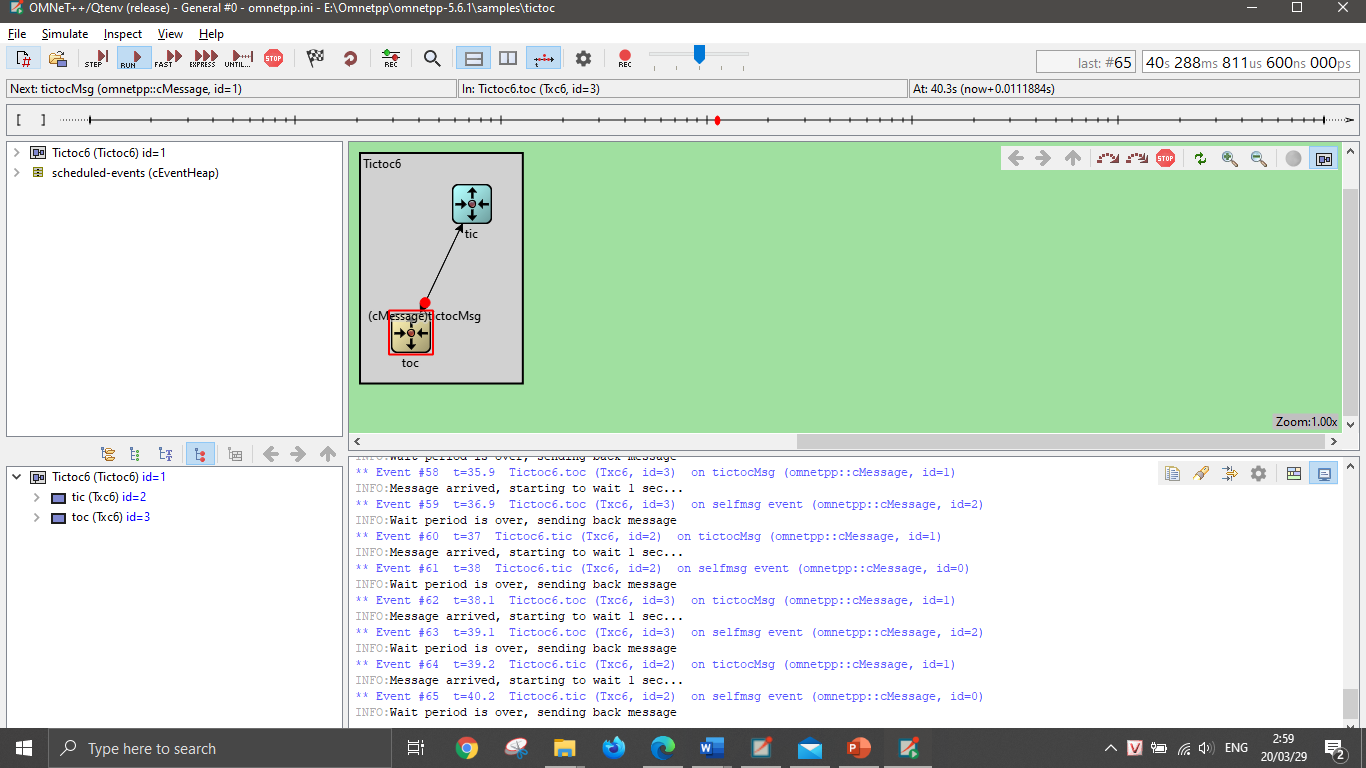 OMNeT++/Qtenv (release) - General #0 - omnetpp.ini - E:\Omnetpp\omnetpp-5.6.1\samples\tictoc
File Simulate Inspect View Help
STEP RUN FAST EXPRESS UNTIL... STOP REC REC last: #65 40s 288ms 811us 600ns 000ps
Next: tictocMsg (omnetpp::cMessage, id=1) In: Tictoc6.toc (Txc6, id=3) At: 40.3s (now+0.0111884s)
[ ]
Tictoc6 (Tictoc6) id=1
scheduled-events (cEventHeap)
Tictoc6
STOP
tic
(cMessage)tictocMsg
toc
Zoom:1.00x
Tictoc6 (Tictoc6) id=1
tic (Txc6) id=2
toc (Txc6) id=3
INFO:Wait period is over, sending back message
** Event #58 t=35.9 Tictoc6.toc (Txc6, id=3) on tictocMsg (omnetpp::cMessage, id=1)
INFO:Message arrived, starting to wait 1 sec...
** Event #59 t=36.9 Tictoc6.toc (Txc6, id=3) on selfmsg event (omnetpp::cMessage, id=2)
INFO:Wait period is over, sending back message
** Event #60 t=37 Tictoc6.tic (Txc6, id=2) on tictocMsg (omnetpp::cMessage, id=1)
INFO:Message arrived, starting to wait 1 sec...
** Event #61 t=38 Tictoc6.tic (Txc6, id=2) on selfmsg event (omnetpp::cMessage, id=0)
INFO:Wait period is over, sending back message
** Event #62 t=38.1 Tictoc6.toc (Txc6, id=3) on tictocMsg (omnetpp::cMessage, id=1)
INFO:Message arrived, starting to wait 1 sec...
** Event #63 t=39.1 Tictoc6.toc (Txc6, id=3) on selfmsg event (omnetpp::cMessage, id=2)
INFO:Wait period is over, sending back message
** Event #64 t=39.2 Tictoc6.tic (Txc6, id=2) on tictocMsg (omnetpp::cMessage, id=1)
INFO:Message arrived, starting to wait 1 sec...
** Event #65 t=40.2 Tictoc6.tic (Txc6, id=2) on selfmsg event (omnetpp::cMessage, id=0)
INFO:Wait period is over, sending back message
Type here to search
ENG
2:59
20/03/29
2